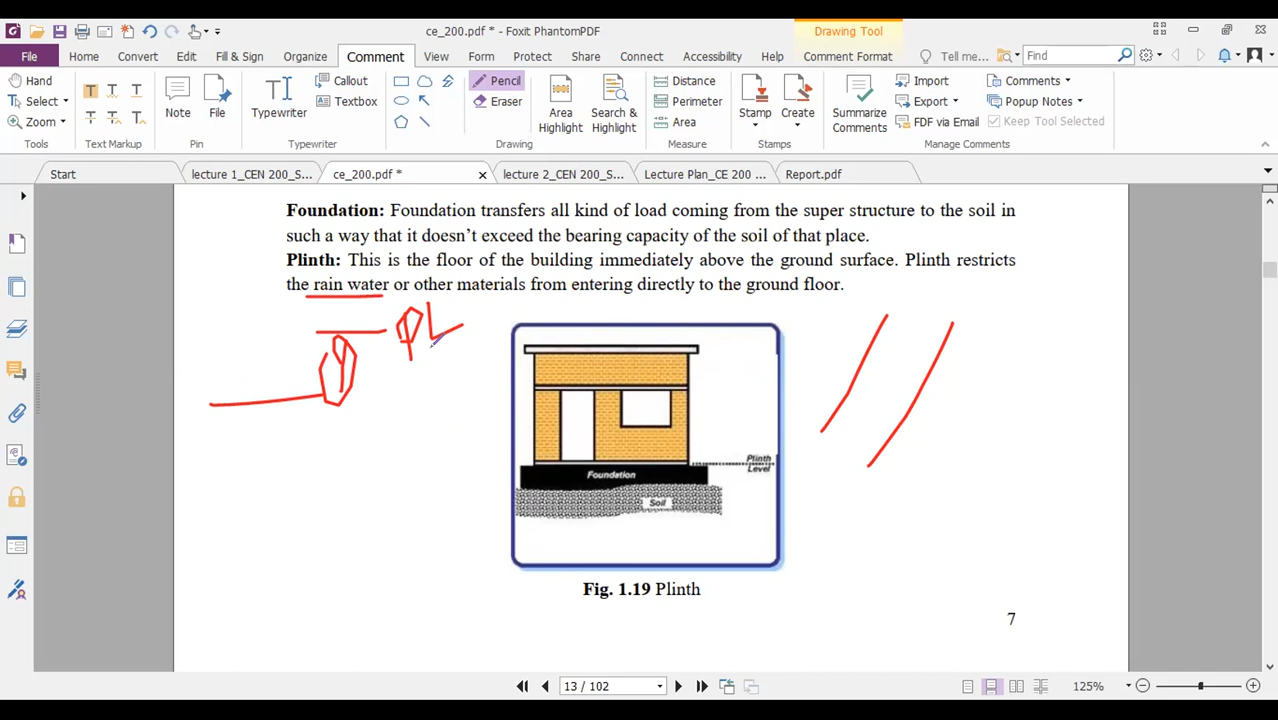 ce_200.pdf * - Foxit PhantomPDF
Drawing Tool
File Home Convert Edit Fill & Sign Organize Comment View Form Protect Share Connect Accessibility Help Comment Format Tell me... Find
Hand
Select
Zoom
Tools
Text Markup
Note
File
Pin
Typewriter
Callout
Textbox
Typewriter
Pencil
Eraser
Area Highlight
Search & Highlight
Drawing
Distance
Perimeter
Area
Measure
Stamp
Create
Stamps
Summarize Comments
Import
Export
FDF via Email
Comments
Popup Notes
Keep Tool Selected
Manage Comments
Start
lecture 1_CEN 200_S...
ce_200.pdf *
lecture 2_CEN 200_S...
Lecture Plan_CE 200 ...
Report.pdf
Foundation: Foundation transfers all kind of load coming from the super structure to the soil in
such a way that it doesn't exceed the bearing capacity of the soil of that place.
Plinth: This is the floor of the building immediately above the ground surface. Plinth restricts
the rain water or other materials from entering directly to the ground floor.
PL
Plinth
Level
Foundation
Soil
Fig. 1.19 Plinth
7
13 / 102
125%